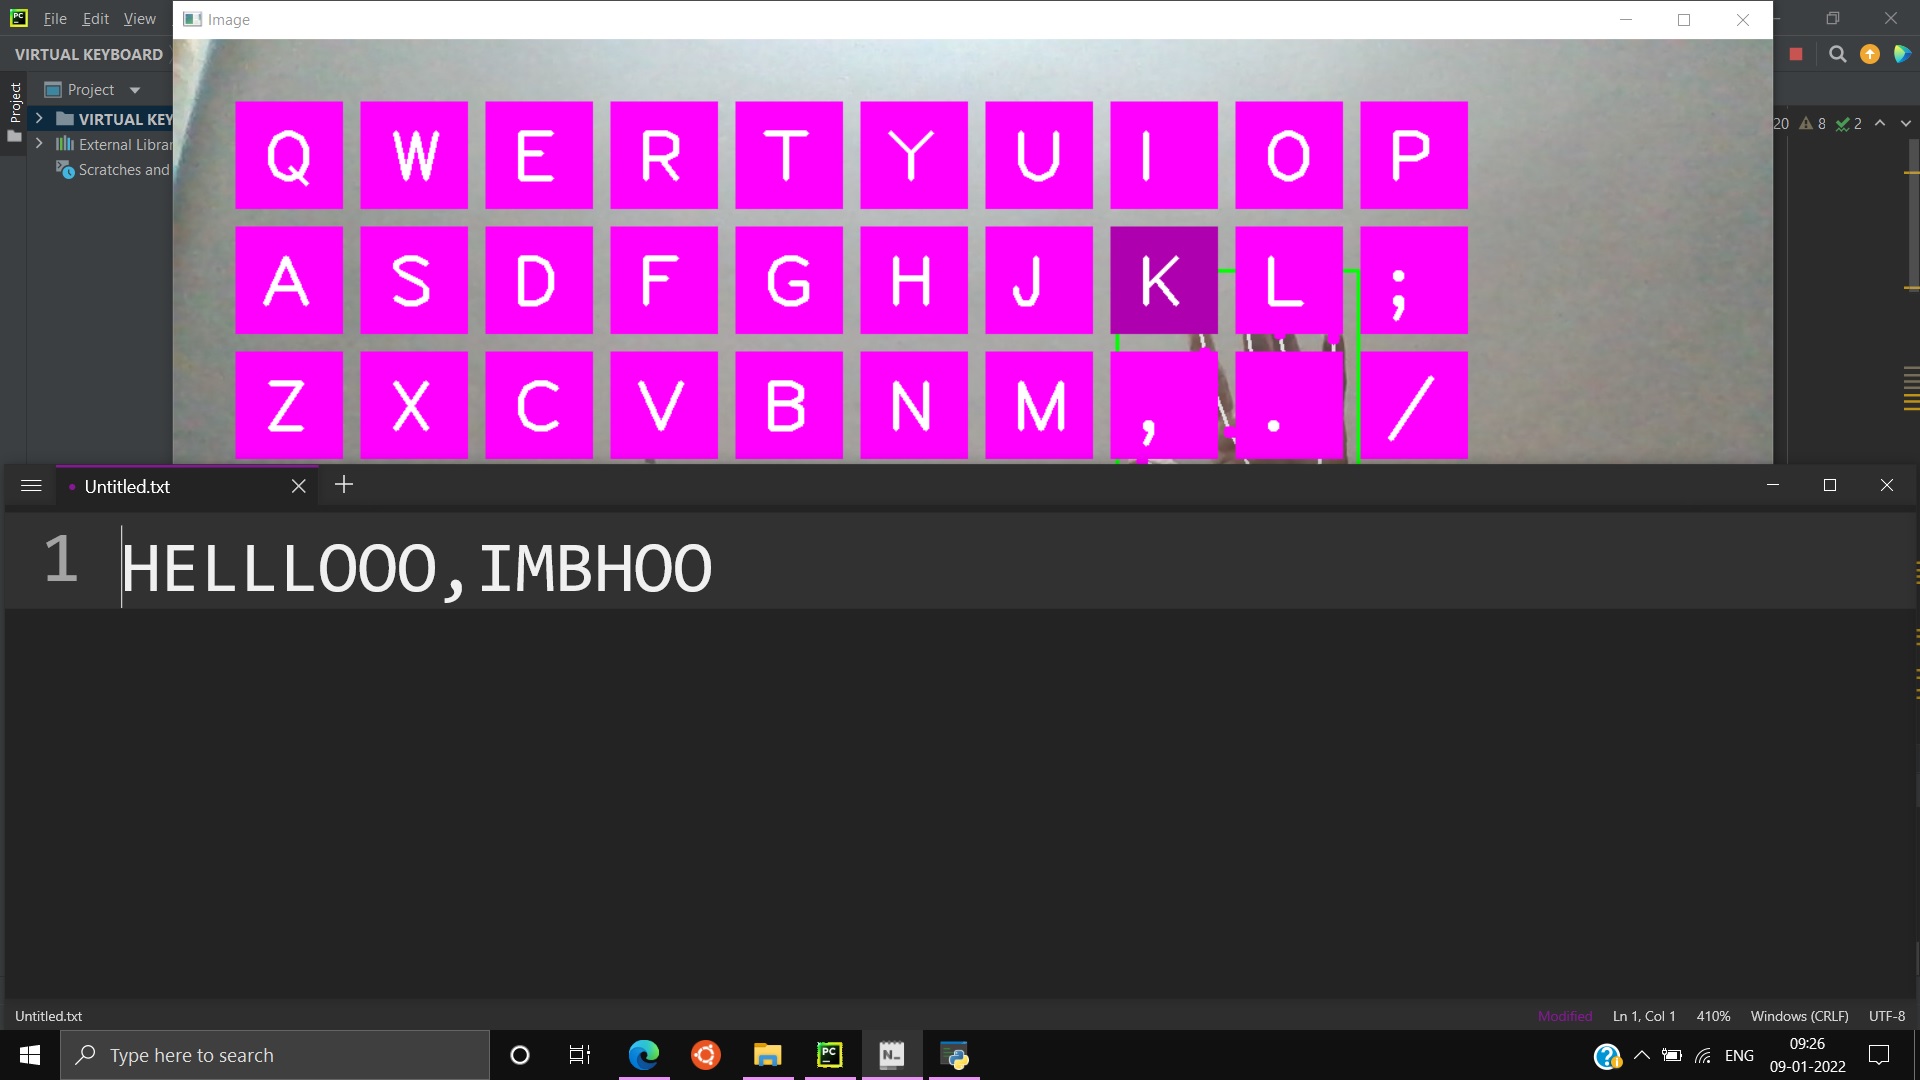 File Edit View
Image
VIRTUAL KEYBOARD
Project
Project
VIRTUAL KEY
External Librar
Scratches and
20 8 2
Q W E R T Y U I O P
A S D F G H J K L ;
Z X C V B N M , . /
Untitled.txt
1 HELLLOOO,IMBHOO
Untitled.txt
Modified Ln 1, Col 1 410% Windows (CRLF) UTF-8
Type here to search
ENG
09:26
09-01-2022